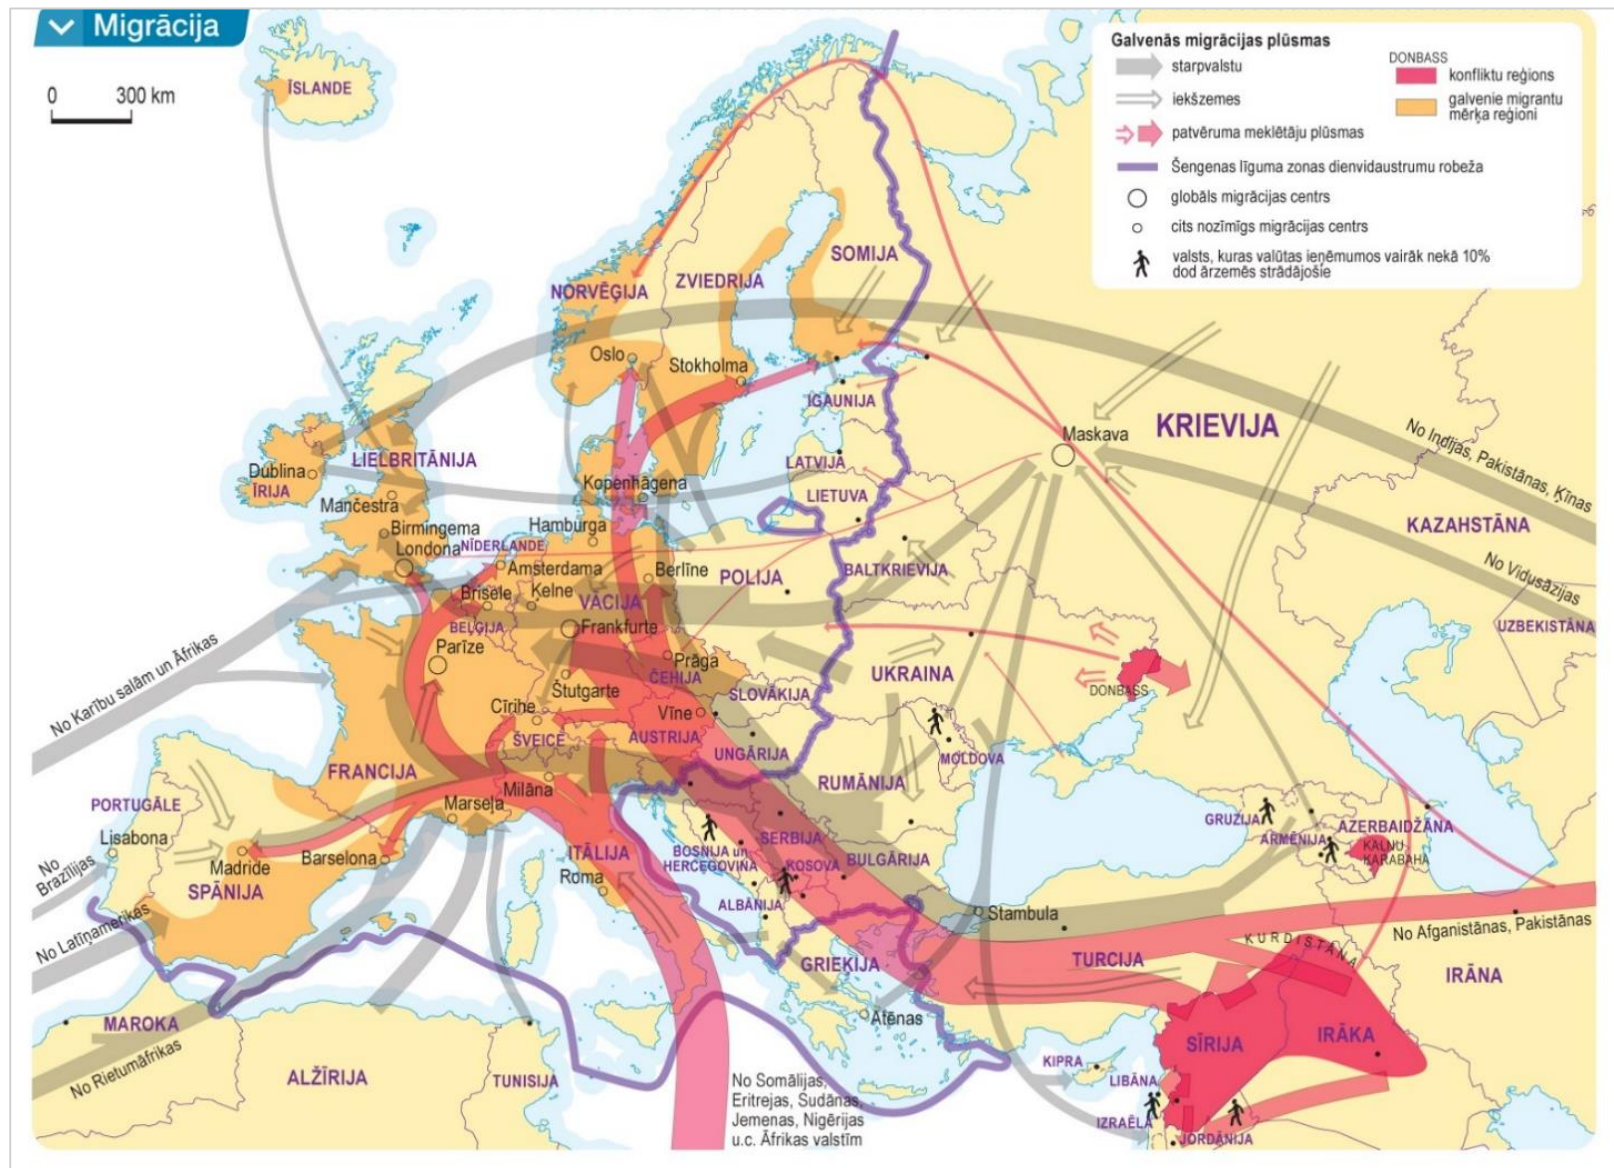 Migrācija
0 300 km
Galvenās migrācijas plūsmas
starpvalstu
iekšzemes
patvēruma meklētāju plūsmas
Šengenas līguma zonas dienvidaustrumu robeža
globāls migrācijas centrs
cits nozīmīgs migrācijas centrs
valsts, kuras valūtas ieņēmumos vairāk nekā 10%
dod ārzemēs strādājošie
DONBASS
konfliktu reģions
galvenie migrantu
mērķa reģioni
ĪSLANDE
SOMIJA
ZVIEDRIJA
NORVĒĢIJA
Oslo
Stokholma
IGAUNIJA
KRIEVIJA
Maskava
No Indijas, Pakistānas, Ķīnas
LATVIJA
LIELBRITĀNIJA
Dublina
ĪRIJA
Kopenhāgena
LIETUVA
Mančestra
KAZAHSTĀNA
Birmingema
Hamburga
Londona
NĪDERLANDE
No Vidusāzijas
Amsterdama
Berlīne
POLIJA
BALTKRIEVIJA
Brisele
Ķelne
VĀCIJA
BEĻĢIJA
Frankfurte
UZBEKISTĀNA
Parīze
Prāga
ČEHIJA
UKRAINA
No Karību salām un Āfrikas
Štutgarte
SLOVĀKIJA
DONBASS
Cīrihe
Vīne
ŠVEICE
AUSTRIJA
UNGĀRIJA
MOLDOVA
FRANCIJA
RUMĀNIJA
Milāna
PORTUGĀLE
Marseļa
GRUZIJA
AZERBAIDŽĀNA
Lisabona
SERBIJA
ARMĒNIJA
KALNU
KARABAHA
No
Brazīlijas
Madride
Barselona
ITĀLIJA
BOSNIJA un
HERCEGOVINA
KOSOVA
BULGĀRIJA
SPĀNIJA
Roma
ALBĀNIJA
Stambula
No Latīņamerikas
No Afganistānas, Pakistānas
KURDISTĀNA
GRIEĶIJA
TURCIJA
IRĀNA
Atēnas
MAROKA
SĪRIJA
IRĀKA
KIPRA
No Rietumāfrikas
ALŽĪRIJA
TUNISIJA
LIBĀNA
No Somālijas,
Eritrejas, Sudānas,
Jemenas, Nigērijas
u.c. Āfrikas valstīm
IZRAĒLA
JORDĀNIJA